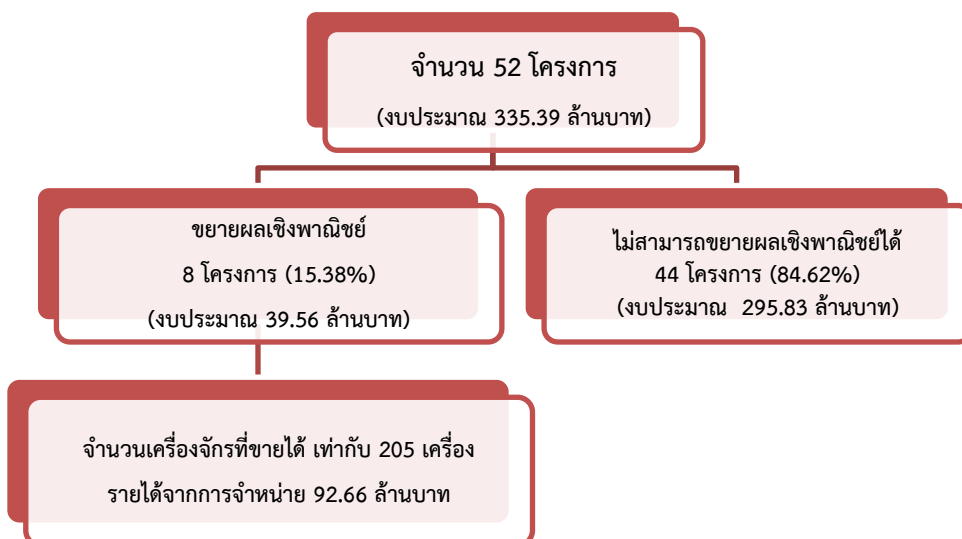 จำนวน 52 โครงการ
(งบประมาณ 335.39 ล้านบาท)
ขยายผลเชิงพาณิชย์
8 โครงการ (15.38%)
(งบประมาณ 39.56 ล้านบาท)
ไม่สามารถขยายผลเชิงพาณิชย์ได้
44 โครงการ (84.62%)
(งบประมาณ 295.83 ล้านบาท)
จำนวนเครื่องจักรที่ขายได้ เท่ากับ 205 เครื่อง
รายได้จากการจำหน่าย 92.66 ล้านบาท